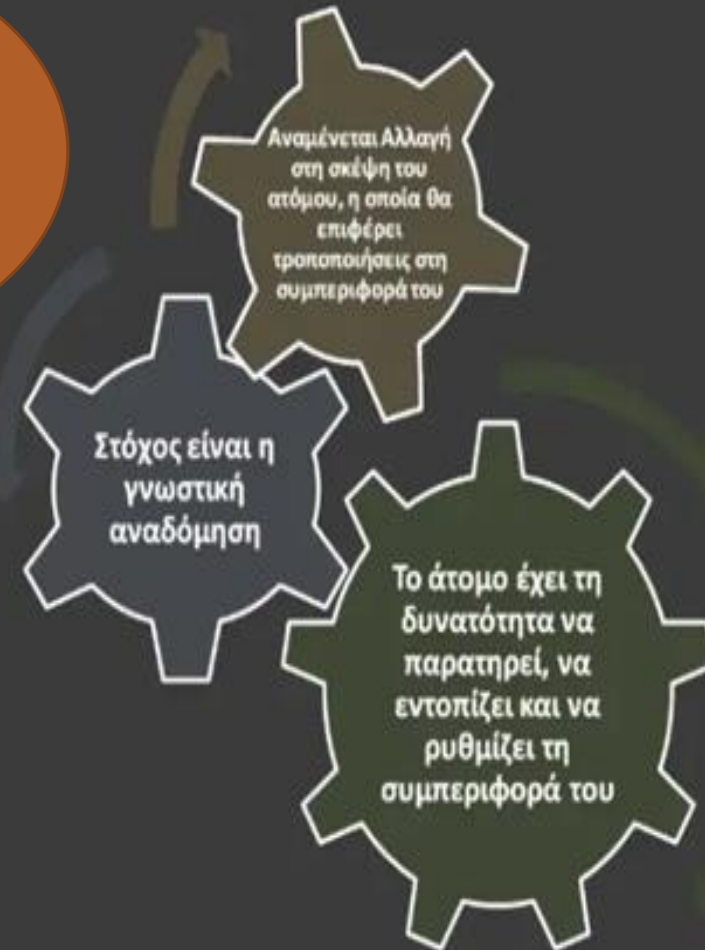 Αναμένεται Αλλαγή
στη σκέψη του
ατόμου, η οποία θα
επιφέρει
τροποποιήσεις στη
συμπεριφορά του
Στόχος είναι η
γνωστική
αναδόμηση
Το άτομο έχει τη
δυνατότητα να
παρατηρεί, να
εντοπίζει και να
ρυθμίζει τη
συμπεριφορά του